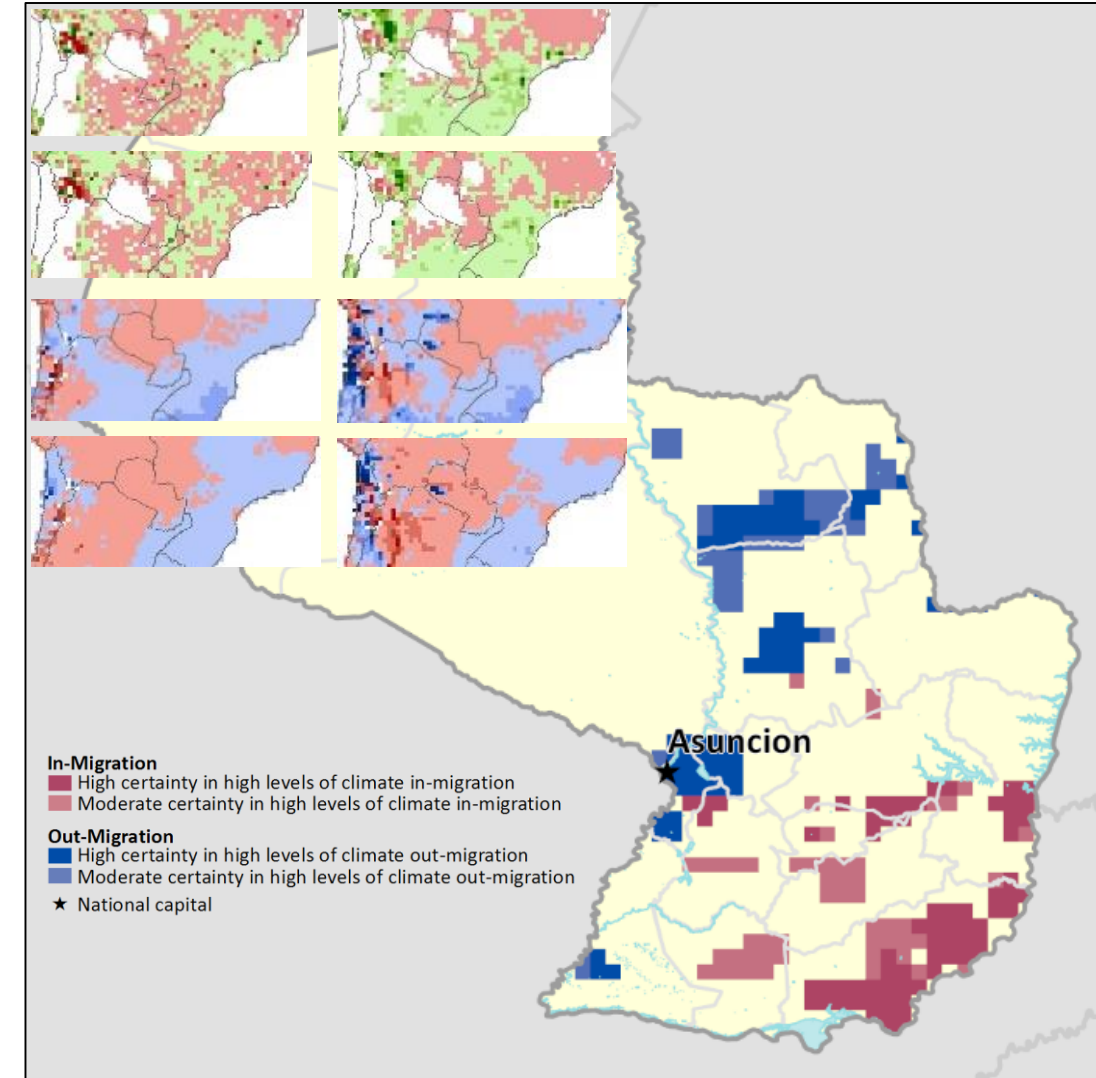 Asuncion
In-Migration
High certainty in high levels of climate in-migration
Moderate certainty in high levels of climate in-migration
Out-Migration
High certainty in high levels of climate out-migration
Moderate certainty in high levels of climate out-migration
National capital